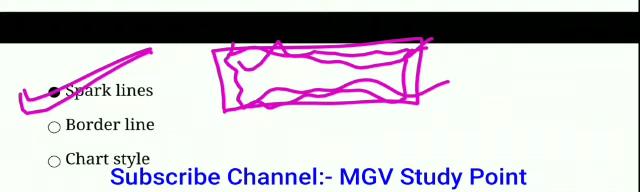 Spark lines
Border line
Chart style
Subscribe Channel:- MGV Study Point